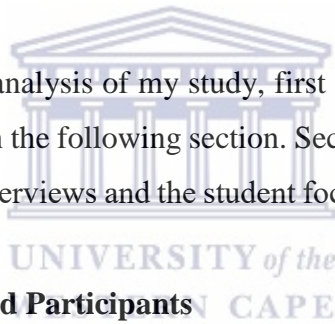 analysis of my study, first
n the following section. Sec
erviews and the student foc
UNIVERSITY of the
d Participants
WESTERN CAPE